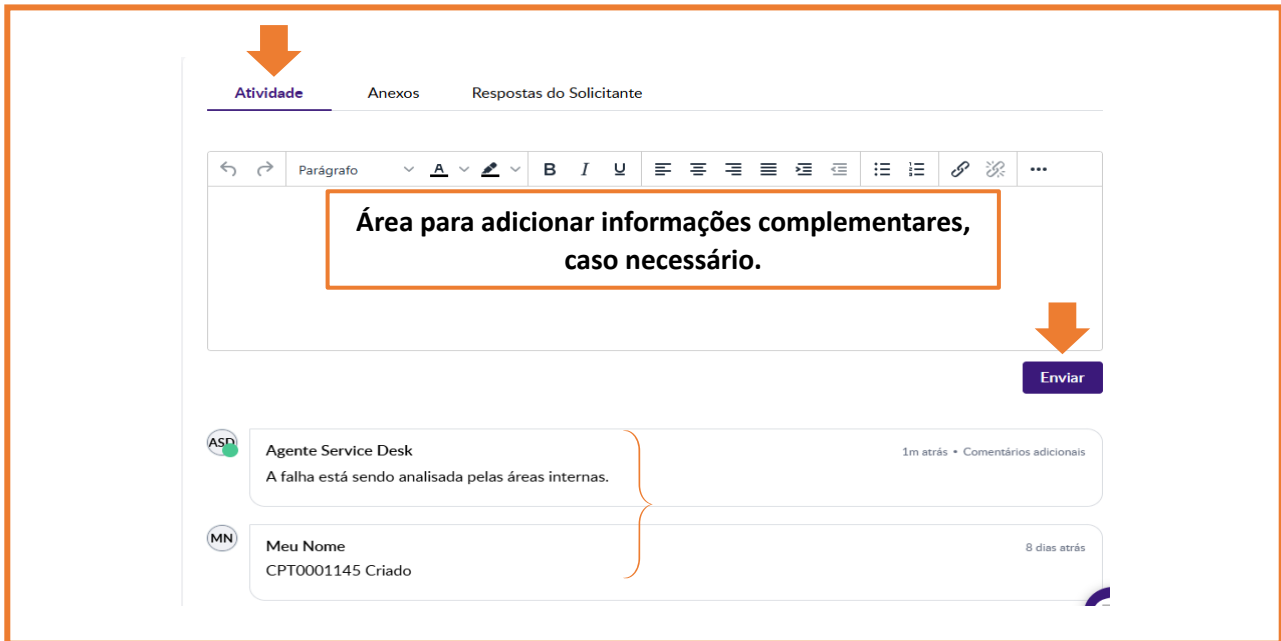 Atividade Anexos Respostas do Solicitante
Parágrafo A B I U
Área para adicionar informações complementares,
caso necessário.
Enviar
ASD
Agente Service Desk 1m atrás • Comentários adicionais
A falha está sendo analisada pelas áreas internas.
MN
Meu Nome 8 dias atrás
CPT0001145 Criado